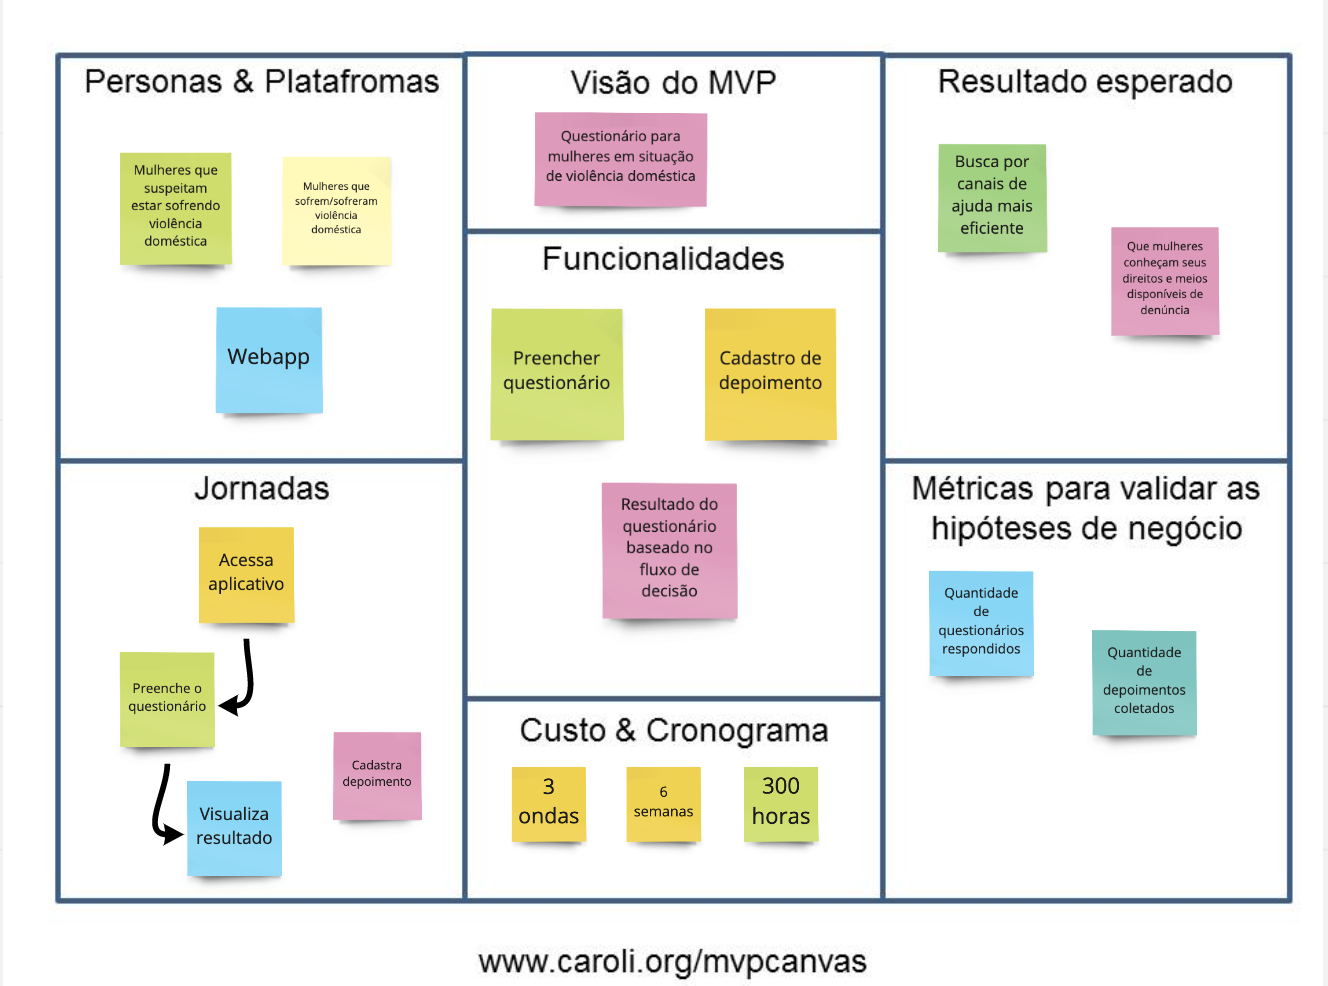 Personas & Platafromas
Mulheres que
suspeitam
estar sofrendo
violência
doméstica
Mulheres que
sofrem/sofreram
violência
doméstica
Webapp
Visão do MVP
Questionário para
mulheres em situação
de violência doméstica
Resultado esperado
Busca por
canais de
ajuda mais
eficiente
Que mulheres
conheçam seus
direitos e meios
disponíveis de
denúncia
Funcionalidades
Preencher
questionário
Cadastro de
depoimento
Resultado do
questionário
baseado no
fluxo de
decisão
Jornadas
Acessa
aplicativo
Preenche o
questionário
Visualiza
resultado
Cadastra
depoimento
Custo & Cronograma
3
ondas
6
semanas
300
horas
Métricas para validar as
hipóteses de negócio
Quantidade
de
questionários
respondidos
Quantidade
de
depoimentos
coletados
www.caroli.org/mvpcanvas